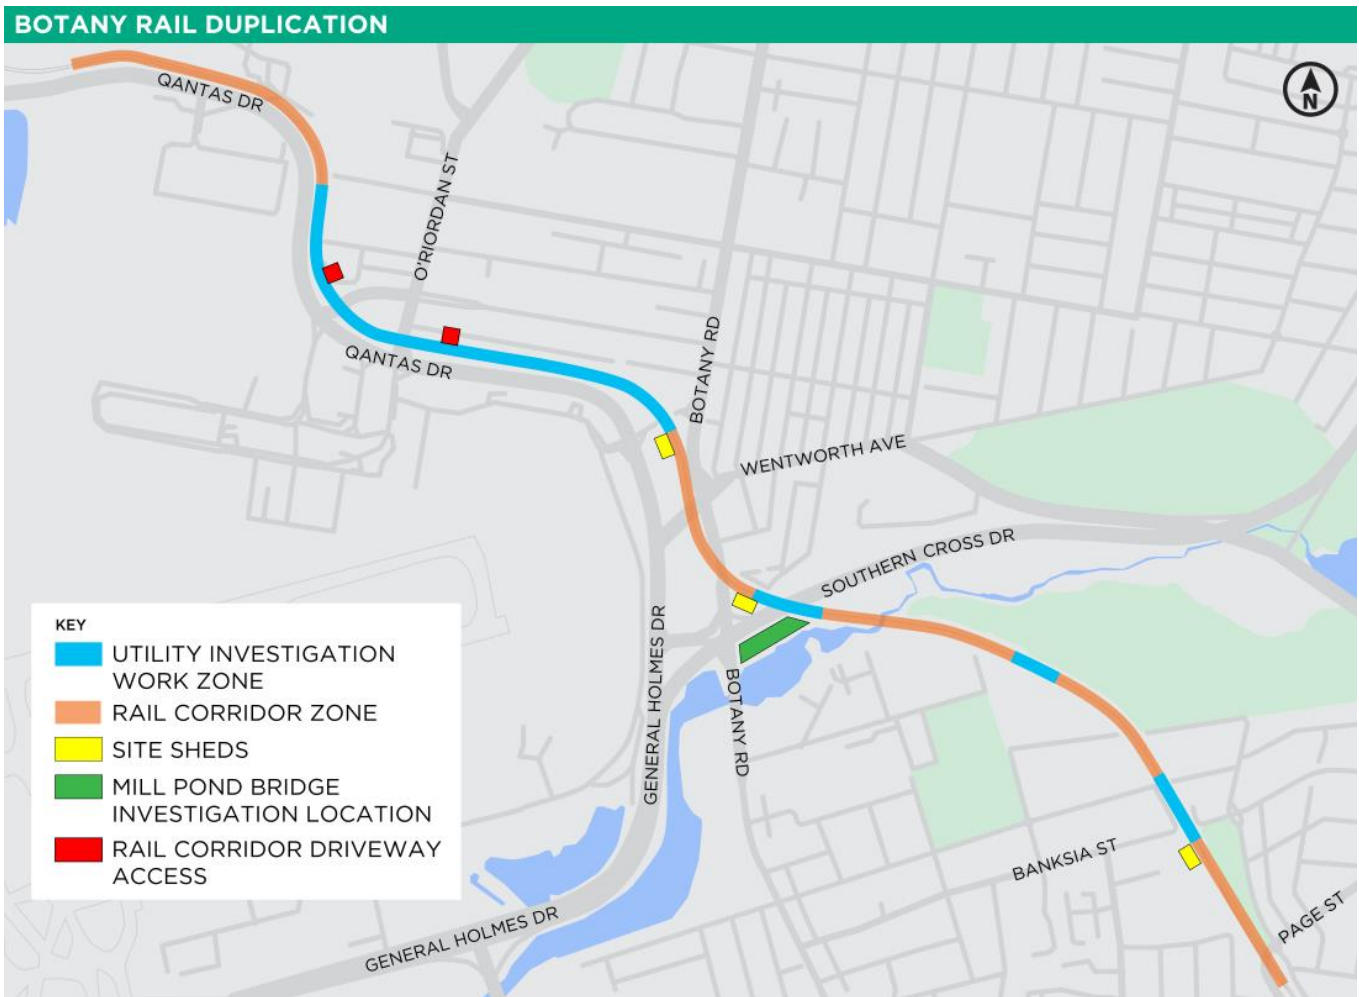 BOTANY RAIL DUPLICATION
N
QANTAS DR
O'RIORDAN ST
QANTAS DR
BOTANY RD
WENTWORTH AVE
SOUTHERN CROSS DR
GENERAL HOLMES DR
BOTANY RD
BANKSIA ST
PAGE ST
GENERAL HOLMES DR
KEY
UTILITY INVESTIGATION
WORK ZONE
RAIL CORRIDOR ZONE
SITE SHEDS
MILL POND BRIDGE
INVESTIGATION LOCATION
RAIL CORRIDOR DRIVEWAY
ACCESS